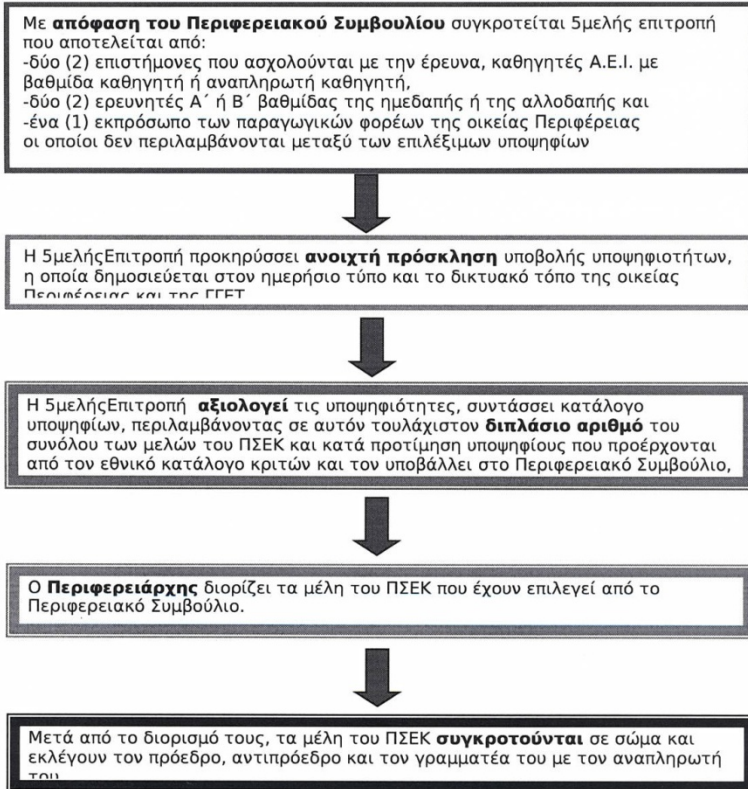 Με απόφαση του Περιφερειακού Συμβουλίου συγκροτείται 5μελής επιτροπή
που αποτελείται από:
-δύο (2) επιστήμονες που ασχολούνται με την έρευνα, καθηγητές Α.Ε.Ι. με
βαθμίδα καθηγητή ή αναπληρωτή καθηγητή,
-δύο (2) ερευνητές Α΄ ή Β΄ βαθμίδας της ημεδαπής ή της αλλοδαπής και
-ένα (1) εκπρόσωπο των παραγωγικών φορέων της οικείας Περιφέρειας
οι οποίοι δεν περιλαμβάνονται μεταξύ των επιλέξιμων υποψηφίων
Η 5μελήςΕπιτροπή προκηρύσσει ανοιχτή πρόσκληση υποβολής υποψηφιοτήτων,
η οποία δημοσιεύεται στον ημερήσιο τύπο και το δικτυακό τόπο της οικείας
Περιφέρειας και της ΓΓΕΤ
Η 5μελήςΕπιτροπή αξιολογεί τις υποψηφιότητες, συντάσσει κατάλογο
υποψηφίων, περιλαμβάνοντας σε αυτόν τουλάχιστον διπλάσιο αριθμό του
συνόλου των μελών του ΠΣΕΚ και κατά προτίμηση υποψηφίους που προέρχονται
από τον εθνικό κατάλογο κριτών και τον υποβάλλει στο Περιφερειακό Συμβούλιο,
Ο Περιφερειάρχης διορίζει τα μέλη του ΠΣΕΚ που έχουν επιλεγεί από το
Περιφερειακό Συμβούλιο.
Μετά από το διορισμό τους, τα μέλη του ΠΣΕΚ συγκροτούνται σε σώμα και
εκλέγουν τον πρόεδρο, αντιπρόεδρο και τον γραμματέα του με τον αναπληρωτή
του